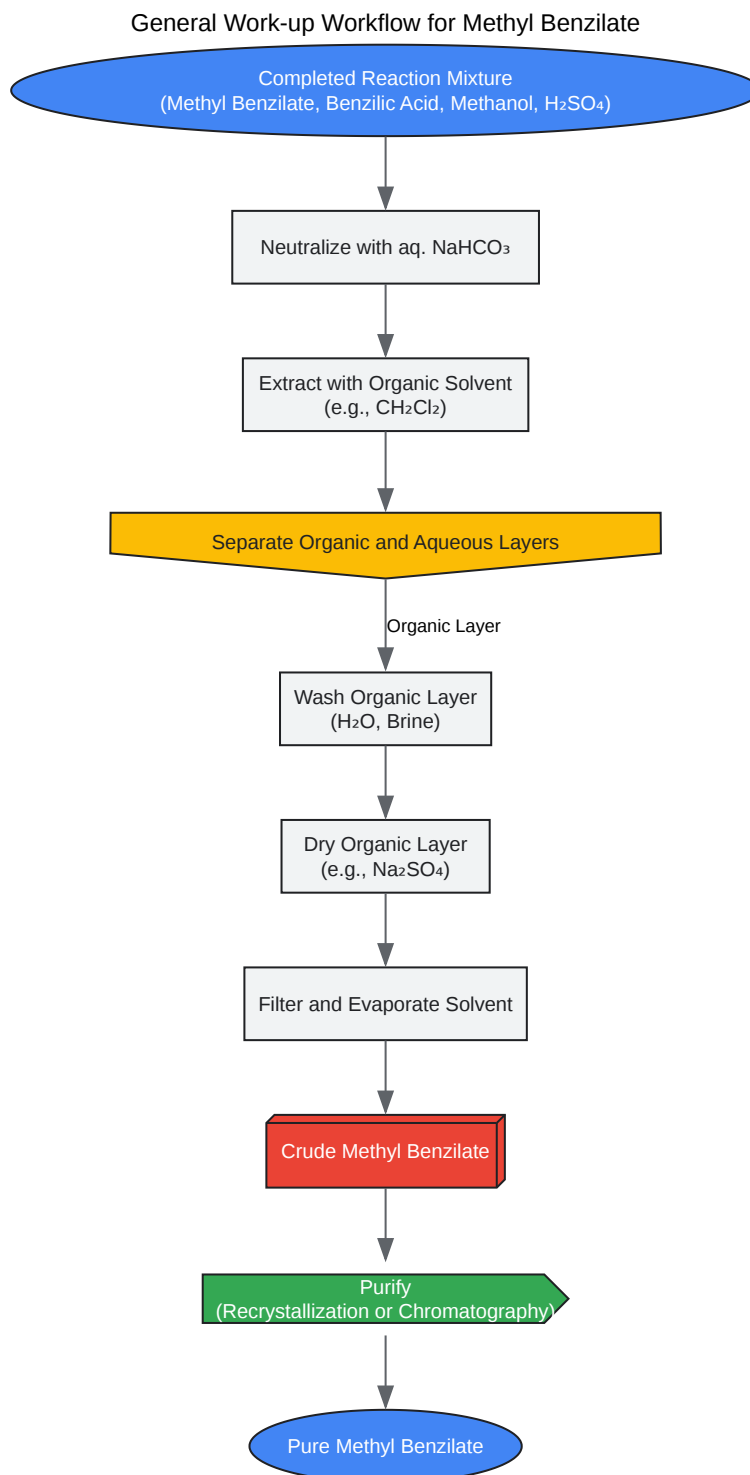 General Work-up Workflow for Methyl Benzilate
Completed Reaction Mixture
(Methyl Benzilate, Benzilic Acid, Methanol, H₂SO₄)
Neutralize with aq. NaHCO₃
Extract with Organic Solvent
(e.g., CH₂Cl₂)
Separate Organic and Aqueous Layers
Organic Layer
Wash Organic Layer
(H₂O, Brine)
Dry Organic Layer
(e.g., Na₂SO₄)
Filter and Evaporate Solvent
Crude Methyl Benzilate
Purify
(Recrystallization or Chromatography)
Pure Methyl Benzilate